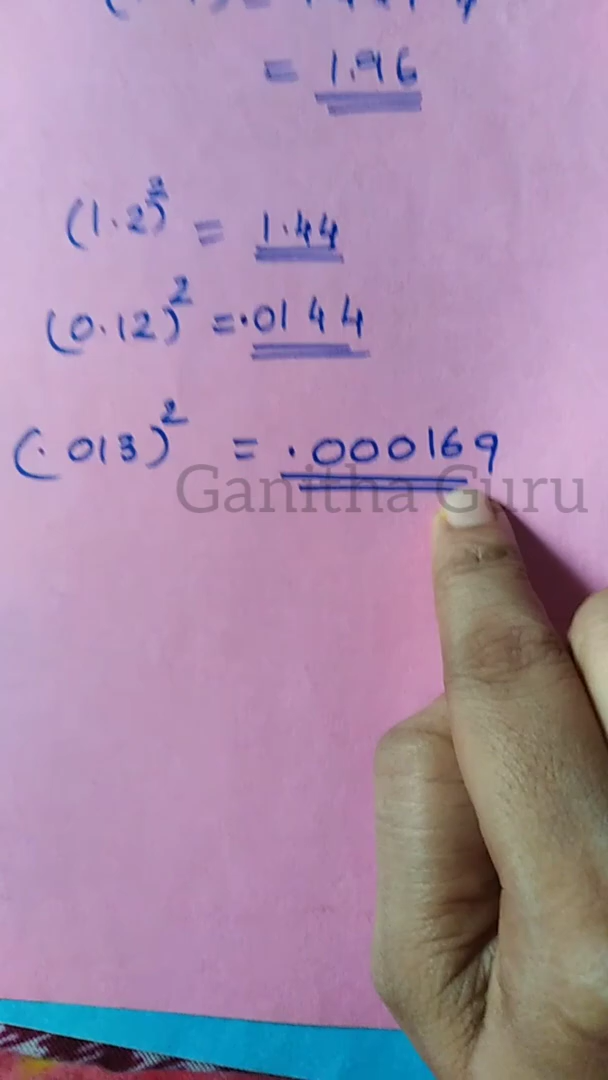 = 1.96
(1.2)² = 1.44
(0.12)² = .0144
(.013)² = .000169
Ganitha Guru